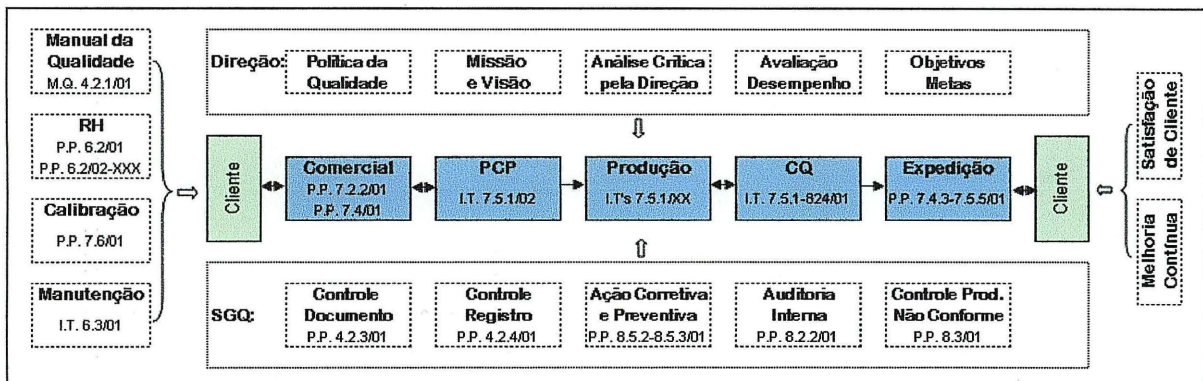 Manual da
Qualidade
M.Q. 4.2.1/01
RH
P.P. 6.2/01
P.P. 6.2/02-XXX
Calibração
P.P. 7.6/01
Manutenção
I.T. 6.3/01
Direção:
Política da
Qualidade
Missão
e Visão
Análise Crítica
pela Direção
Avaliação
Desempenho
Objetivos
Metas
Cliente
Comercial
P.P. 7.2.2/01
P.P. 7.4/01
PCP
I.T. 7.5.1/02
Produção
I.T's 7.5.1/XX
CQ
I.T. 7.5.1-824/01
Expedição
P.P. 7.4.3-7.5.5/01
Cliente
SGQ:
Controle
Documento
P.P. 4.2.3/01
Controle
Registro
P.P. 4.2.4/01
Ação Corretiva
e Preventiva
P.P. 8.5.2-8.5.3/01
Auditoria
Interna
P.P. 8.2.2/01
Controle Prod.
Não Conforme
P.P. 8.3/01
Satisfação
de Cliente
Melhoria
Contínua